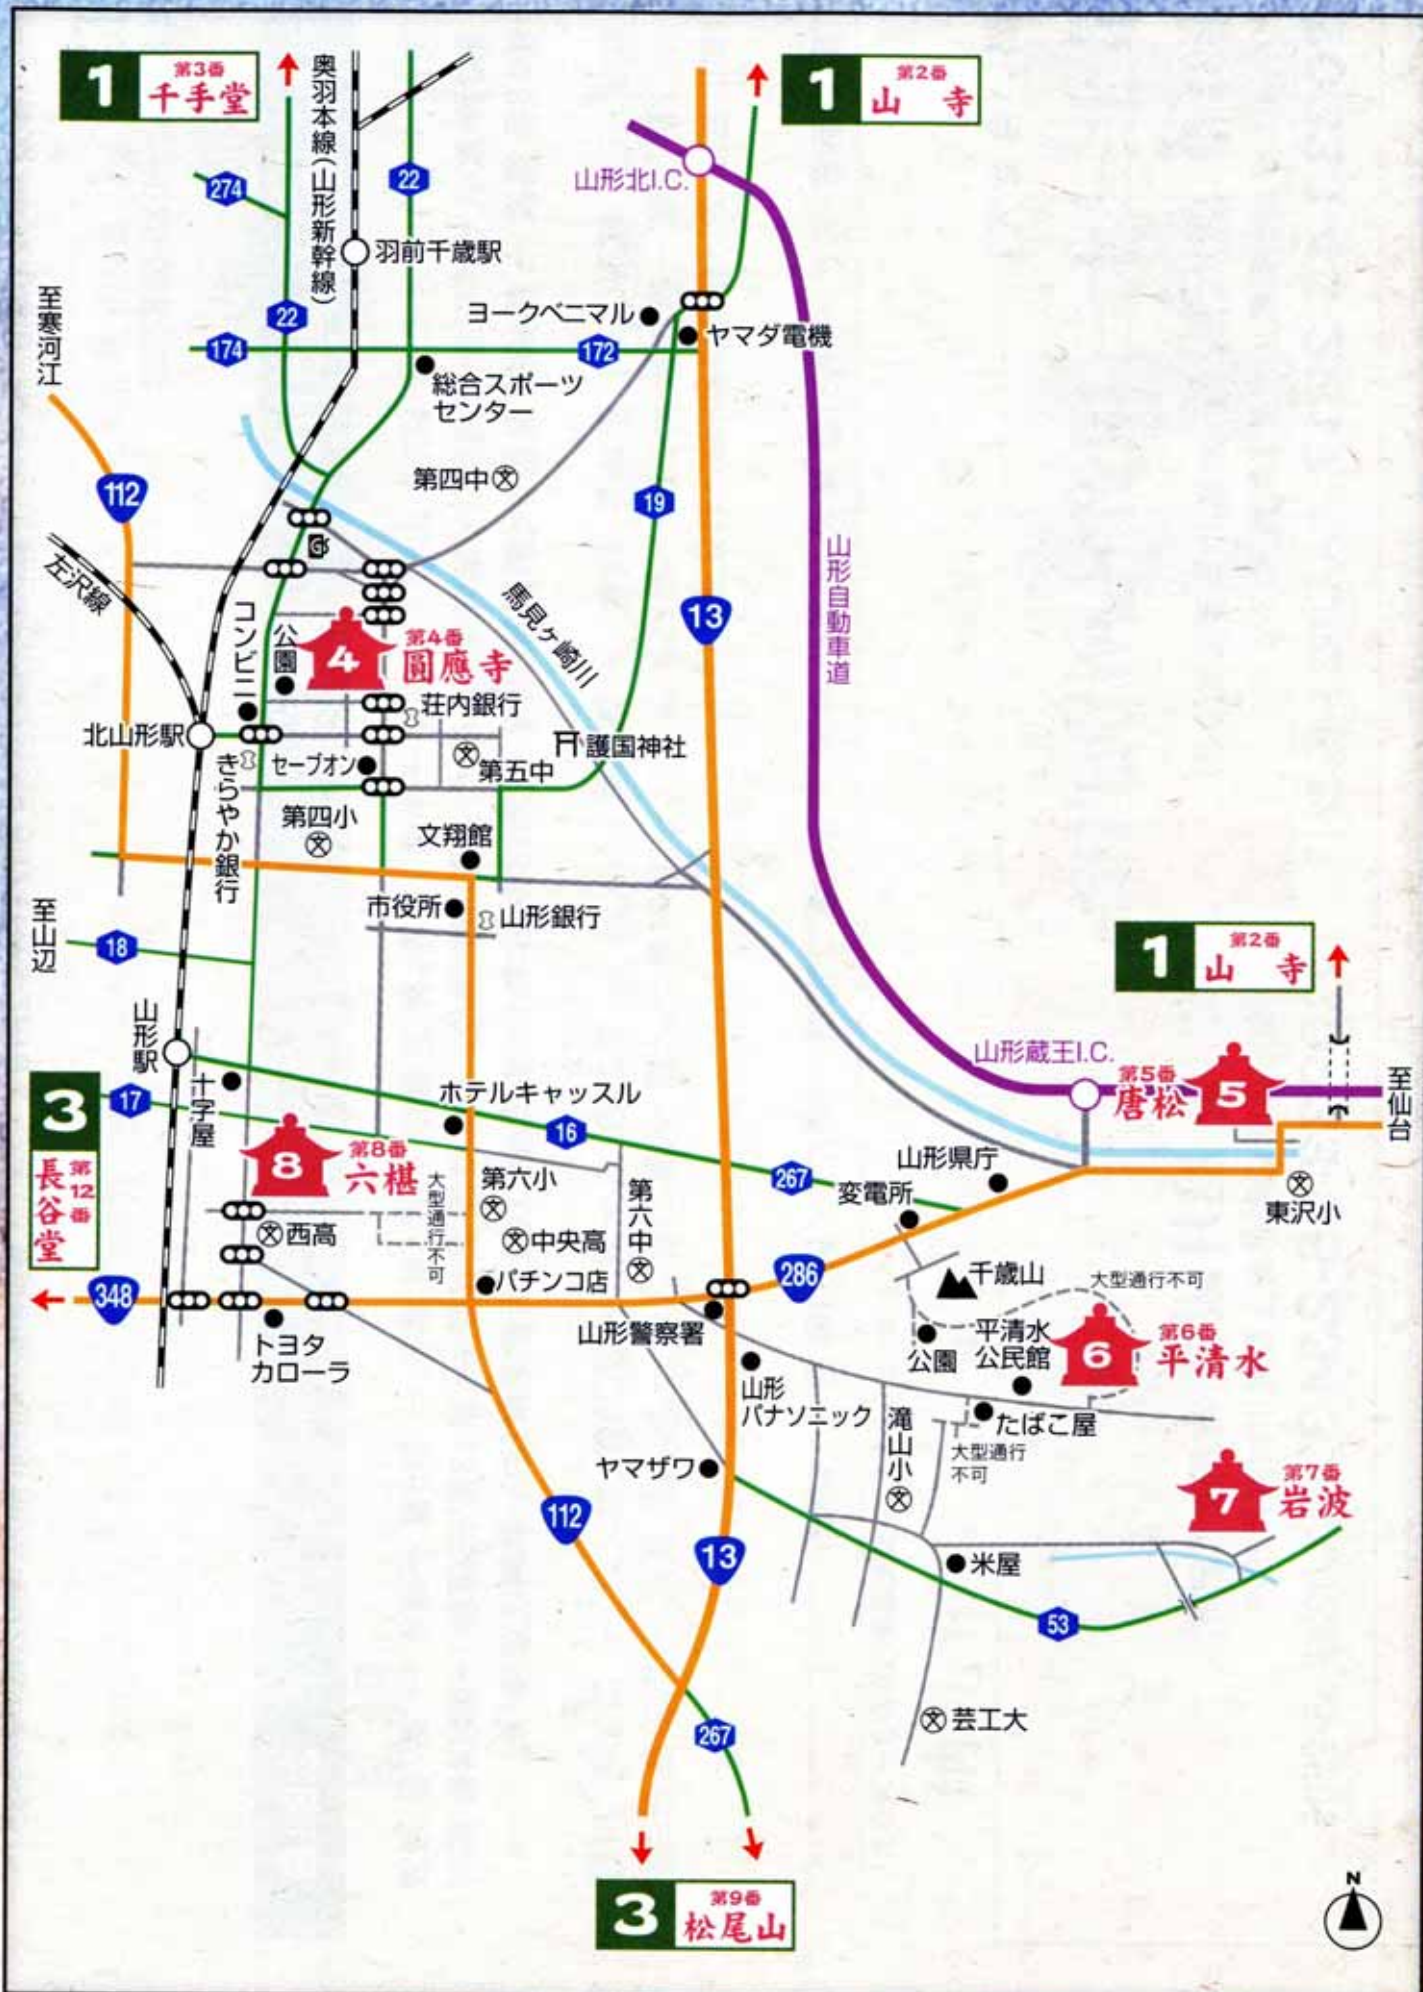 1
第3番
千手堂
奥羽本線(山形新幹線)
22
274
羽前千歳駅
22
174
172
至寒河江
総合スポーツ
センター
1
第2番
山 寺
山形北I.C.
ヨークベニマル
ヤマダ電機
第四中
文
19
112
左沢線
馬見ヶ崎川
13
山形自動車道
コンビニ
公園
4
第4番
圓應寺
荘内銀行
北山形駅
きらやか銀行
セーブオン
文
第五中
護国神社
第四小
文
文翔館
市役所
山形銀行
至山辺
18
山形駅
1
第2番
山 寺
山形蔵王I.C.
第5番
唐松
5
至仙台
3
第12番
長谷堂
17
十字屋
ホテルキャッスル
16
267
8
第8番
六椹
大型通行不可
第六小
文
文
中央高
第六中
文
文
西高
山形県庁
変電所
文
東沢小
348
パチンコ店
286
千歳山
大型通行不可
トヨタ
カローラ
山形警察署
公園
平清水
公民館
6
第6番
平清水
山形
パナソニック
たばこ屋
大型通行
不可
滝山小
文
ヤマザワ
7
第7番
岩波
112
13
米屋
53
文
芸工大
267
3
第9番
松尾山
N